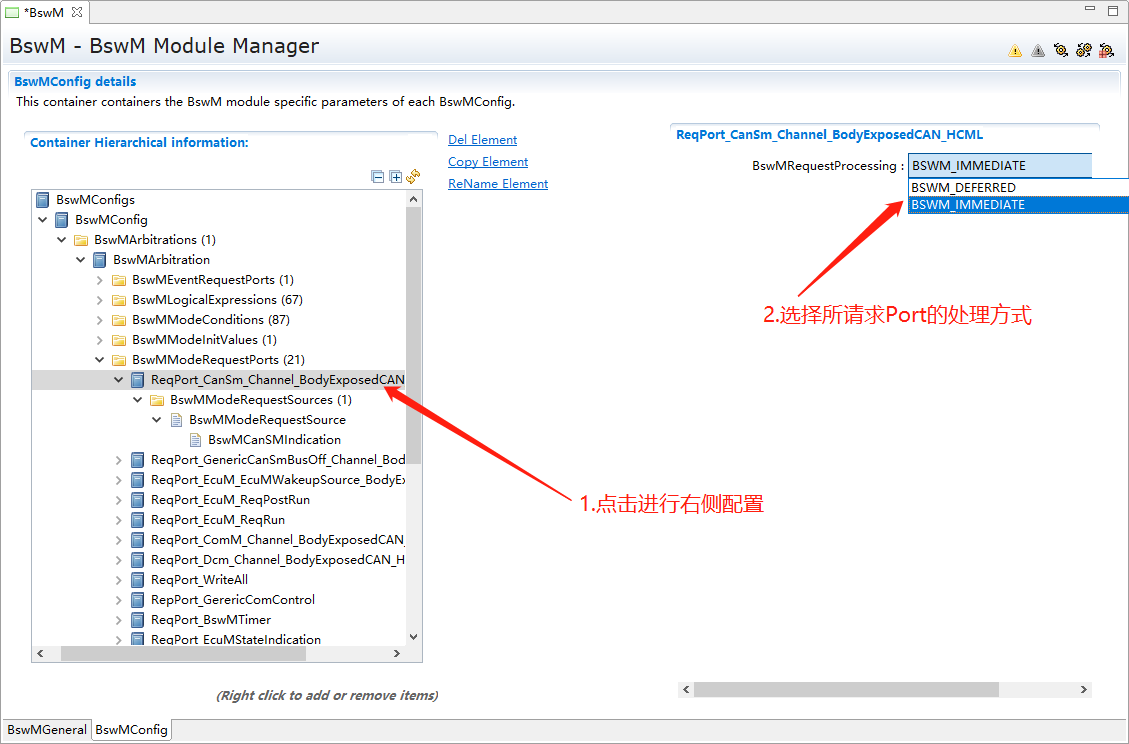 *BswM
BswM - BswM Module Manager
BswMConfig details
This container containers the BswM module specific parameters of each BswMConfig.
Container Hierarchical information:
Del Element
Copy Element
ReName Element
BswMConfigs
BswMConfig
BswMArbitrations (1)
BswMArbitration
BswMEventRequestPorts (1)
BswMLogicalExpressions (67)
BswMModeConditions (87)
BswMModeInitValues (1)
BswMModeRequestPorts (21)
ReqPort_CanSm_Channel_BodyExposedCAN
BswMModeRequestSources (1)
BswMModeRequestSource
BswMCanSMIndication
ReqPort_GenericCanSmBusOff_Channel_Bod
ReqPort_EcuM_EcuMWakeupSource_BodyEx
ReqPort_EcuM_ReqPostRun
ReqPort_EcuM_ReqRun
ReqPort_ComM_Channel_BodyExposedCAN_
ReqPort_Dcm_Channel_BodyExposedCAN_H
ReqPort_WriteAll
RepPort_GerericComControl
ReqPort_BswMTimer
ReqPort_EcuMStateIndication
(Right click to add or remove items)
ReqPort_CanSm_Channel_BodyExposedCAN_HCML
BswMRequestProcessing : BSWM_IMMEDIATE
BSWM_DEFERRED
BSWM_IMMEDIATE
2.选择所请求Port的处理方式
1.点击进行右侧配置
BswMGeneral
BswMConfig